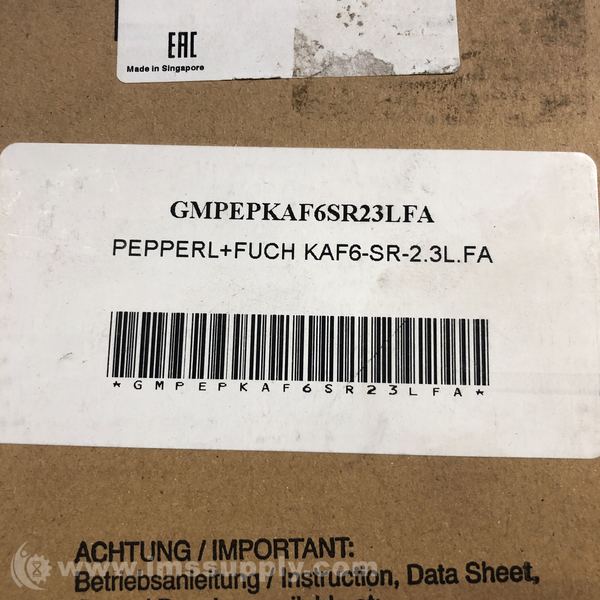 EAC
Made in Singapore
GMPEPKAF6SR23LFA
PEPPERL+FUCH KAF6-SR-2.3L.FA
*GMPEPKAF6SR23LFA*
ACHTUNG / IMPORTANT:
www.imssupply.com
Betriebsanleitung / Instruction, Data Sheet,